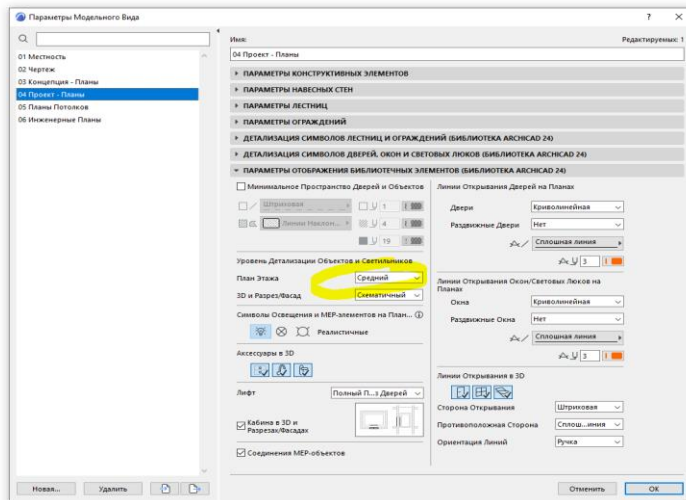 Параметры Модельного Вида
? ×
Имя:
Редактируемых: 1
04 Проект - Планы
01 Местность
02 Чертеж
03 Концепция - Планы
04 Проект - Планы
05 Планы Потолков
06 Инженерные Планы
ПАРАМЕТРЫ КОНСТРУКТИВНЫХ ЭЛЕМЕНТОВ
ПАРАМЕТРЫ НАВЕСНЫХ СТЕН
ПАРАМЕТРЫ ЛЕСТНИЦ
ПАРАМЕТРЫ ОГРАЖДЕНИЙ
ДЕТАЛИЗАЦИЯ СИМВОЛОВ ЛЕСТНИЦ И ОГРАЖДЕНИЙ (БИБЛИОТЕКА ARCHICAD 24)
ДЕТАЛИЗАЦИЯ СИМВОЛОВ ДВЕРЕЙ, ОКОН И СВЕТОВЫХ ЛЮКОВ (БИБЛИОТЕКА ARCHICAD 24)
ПАРАМЕТРЫ ОТОБРАЖЕНИЯ БИБЛИОТЕЧНЫХ ЭЛЕМЕНТОВ (БИБЛИОТЕКА ARCHICAD 24)
Минимальное Пространство Дверей и Объектов
Штриховая
1
Линии Наклон...
4
19
Уровень Детализации Объектов и Светильников
План Этажа
Средний
3D и Разрез/Фасад
Схематичный
Символы Освещения и MEP-элементов на План...
Реалистичные
Аксессуары в 3D
Лифт
Полный П...з Дверей
Кабина в 3D и
Разрезах/Фасадах
Соединения MEP-объектов
Линии Открывания Дверей на Планах
Двери
Криволинейная
Раздвижные Двери
Нет
Сплошная линия
3
Линии Открывания Окон/Световых Люков на
Планах
Окна
Криволинейная
Раздвижные Окна
Нет
Сплошная линия
3
Линии Открывания в 3D
Сторона Открывания
Штриховая
Противоположная Сторона
Сплош...иния
Ориентация Линий
Ручка
Новая...
Удалить
Отменить
OK